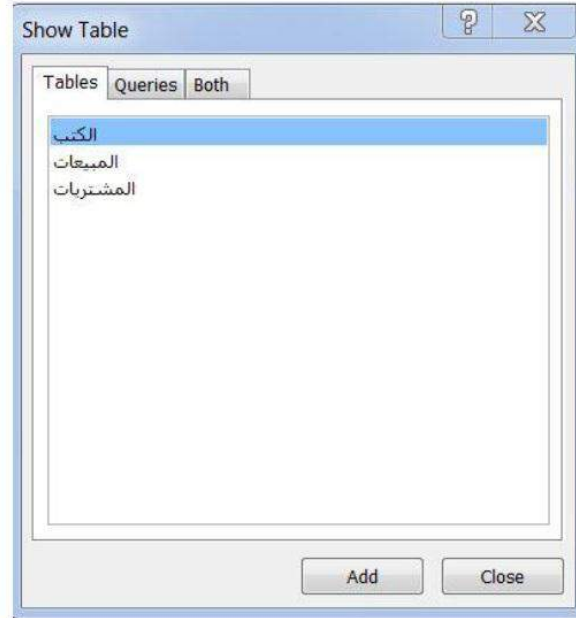 Show Table
Tables Queries Both
الكتب
المبيعات
المشتريات
Add Close